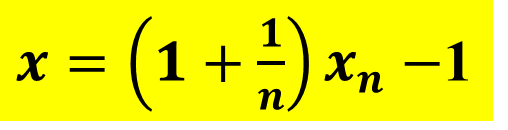 x = (1 + 1/n) xₙ −1